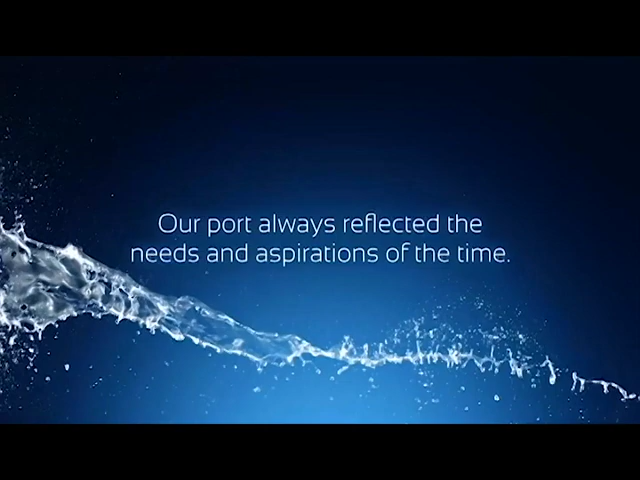 Our port always reflected the
needs and aspirations of the time.